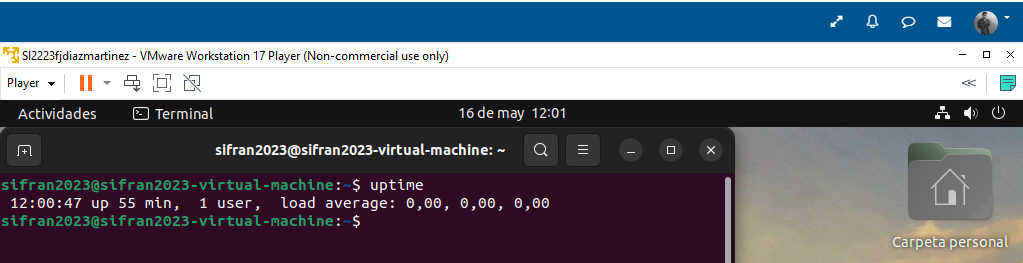 SI2223fjdiazmartinez - VMware Workstation 17 Player (Non-commercial use only)
Player
Actividades Terminal 16 de may 12:01
sifran2023@sifran2023-virtual-machine: ~
sifran2023@sifran2023-virtual-machine:~$ uptime
12:00:47 up 55 min, 1 user, load average: 0,00, 0,00, 0,00
sifran2023@sifran2023-virtual-machine:~$
Carpeta personal